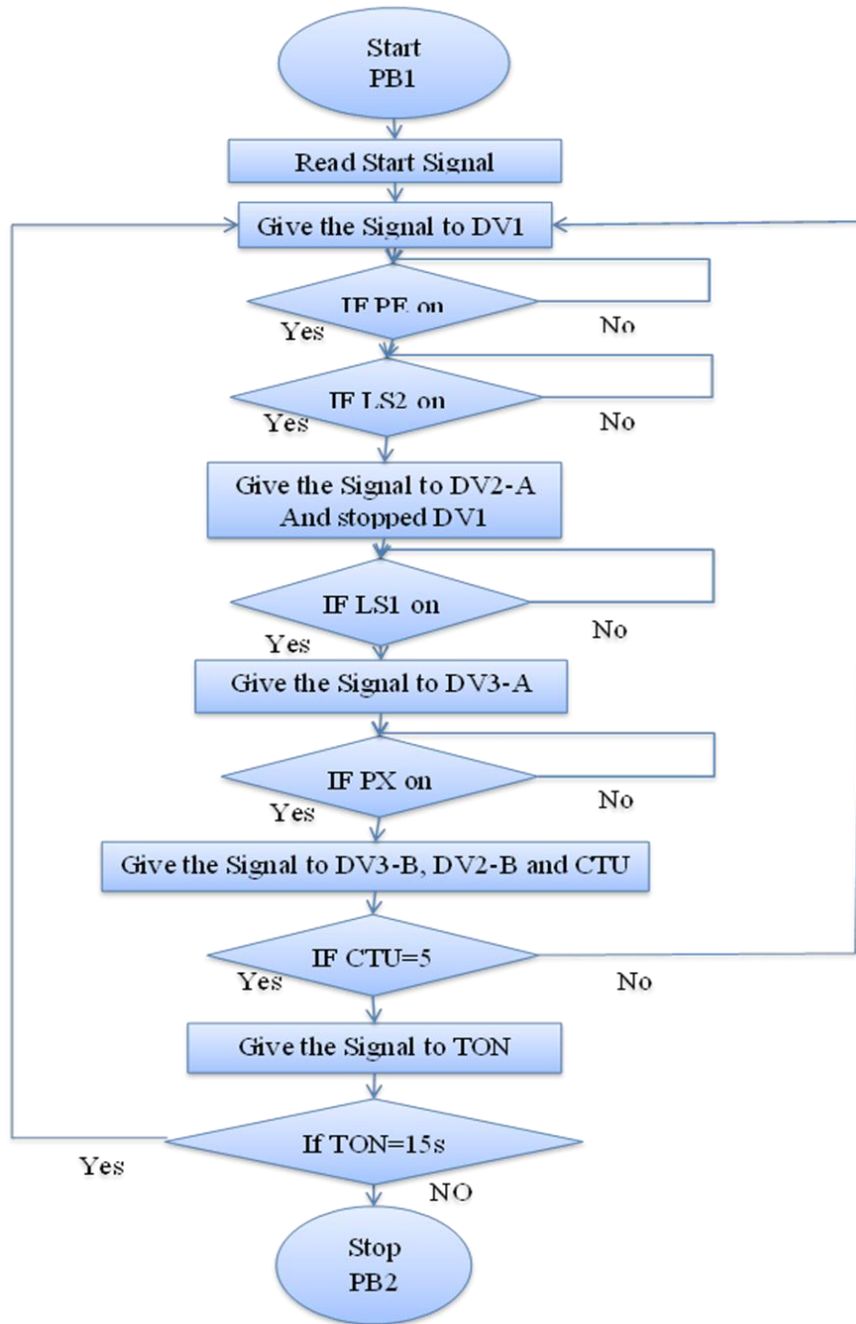 Start
PB1
Read Start Signal
Give the Signal to DV1
IF PE on
Yes
No
IF LS2 on
Yes
No
Give the Signal to DV2-A
And stopped DV1
IF LS1 on
Yes
No
Give the Signal to DV3-A
IF PX on
Yes
No
Give the Signal to DV3-B, DV2-B and CTU
IF CTU=5
Yes
No
Give the Signal to TON
If TON=15s
Yes
NO
Stop
PB2